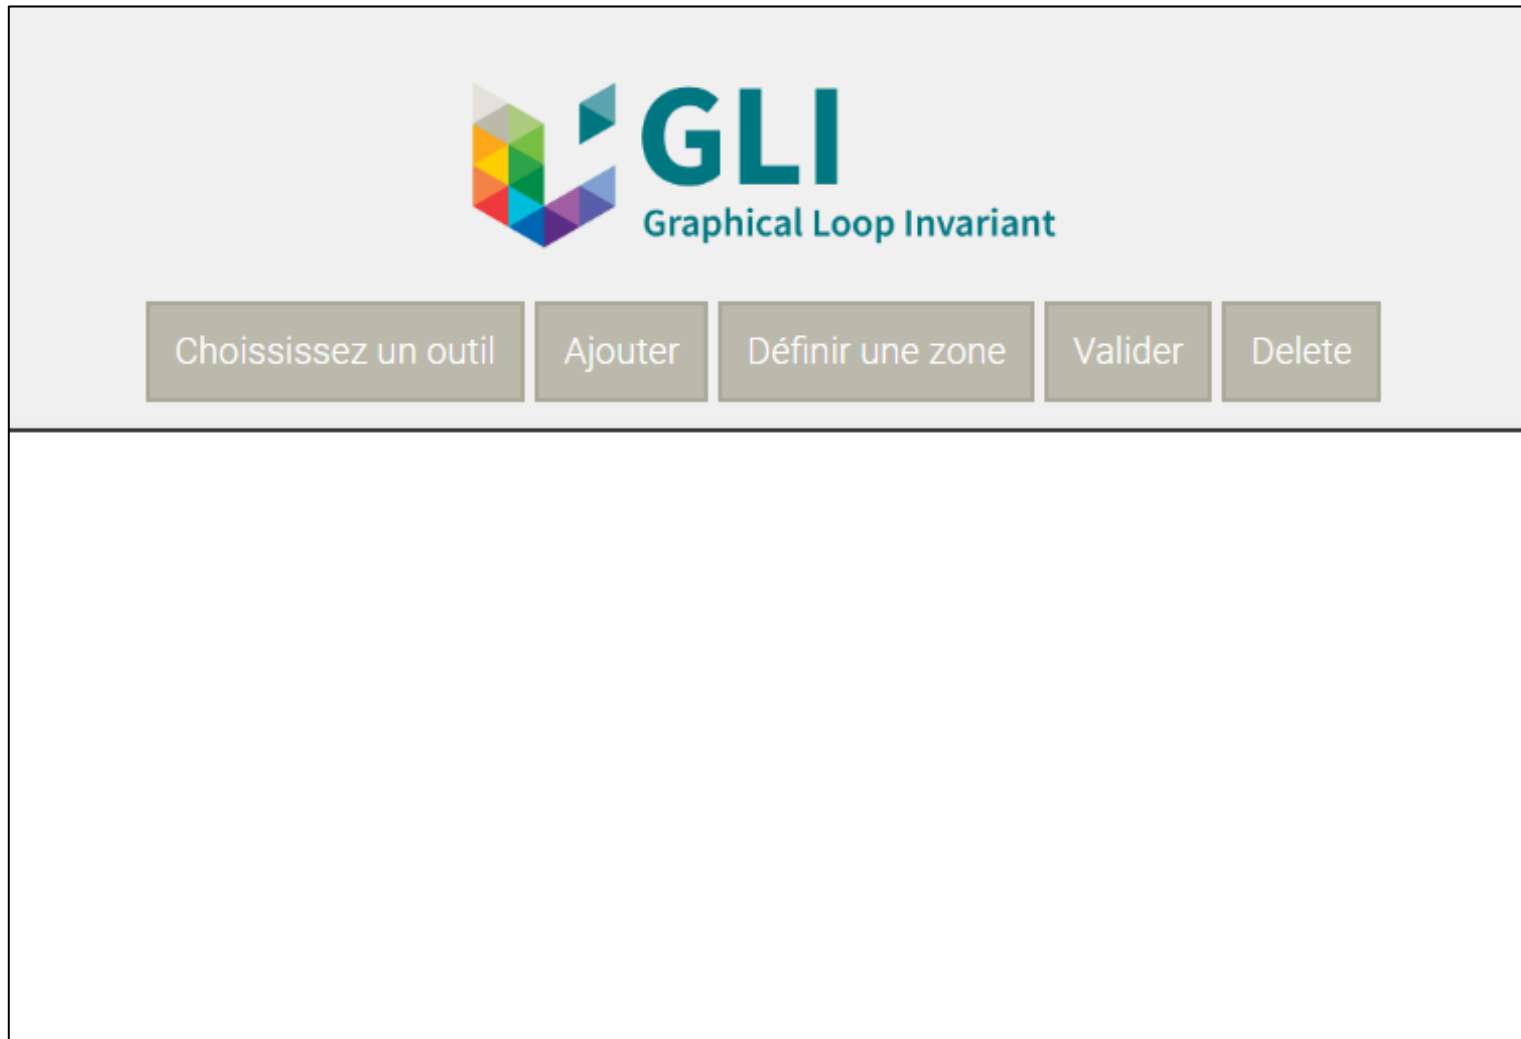 GLI
Graphical Loop Invariant
Choississez un outil Ajouter Définir une zone Valider Delete